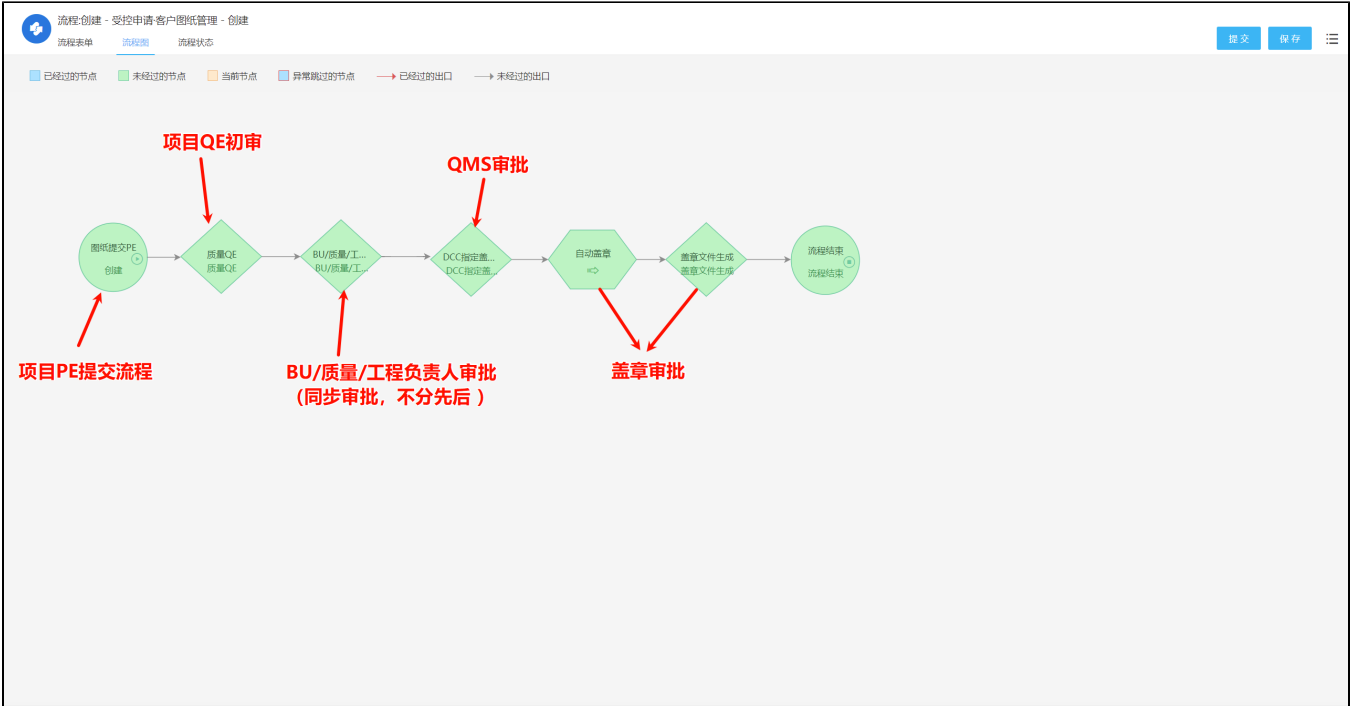 流程:创建 - 受控申请-客户图纸管理 - 创建
流程表单 流程图 流程状态
提交 保存
已经过的节点 未经过的节点 当前节点 异常跳过的节点 已经过的出口 未经过的出口
项目QE初审
QMS审批
图纸提交PE
创建
质量QE
质量QE
BU/质量/工...
BU/质量/工...
DCC指定盖...
DCC指定盖...
自动盖章
盖章文件生成
盖章文件生成
流程结束
流程结束
项目PE提交流程
BU/质量/工程负责人审批
(同步审批，不分先后 ）
盖章审批